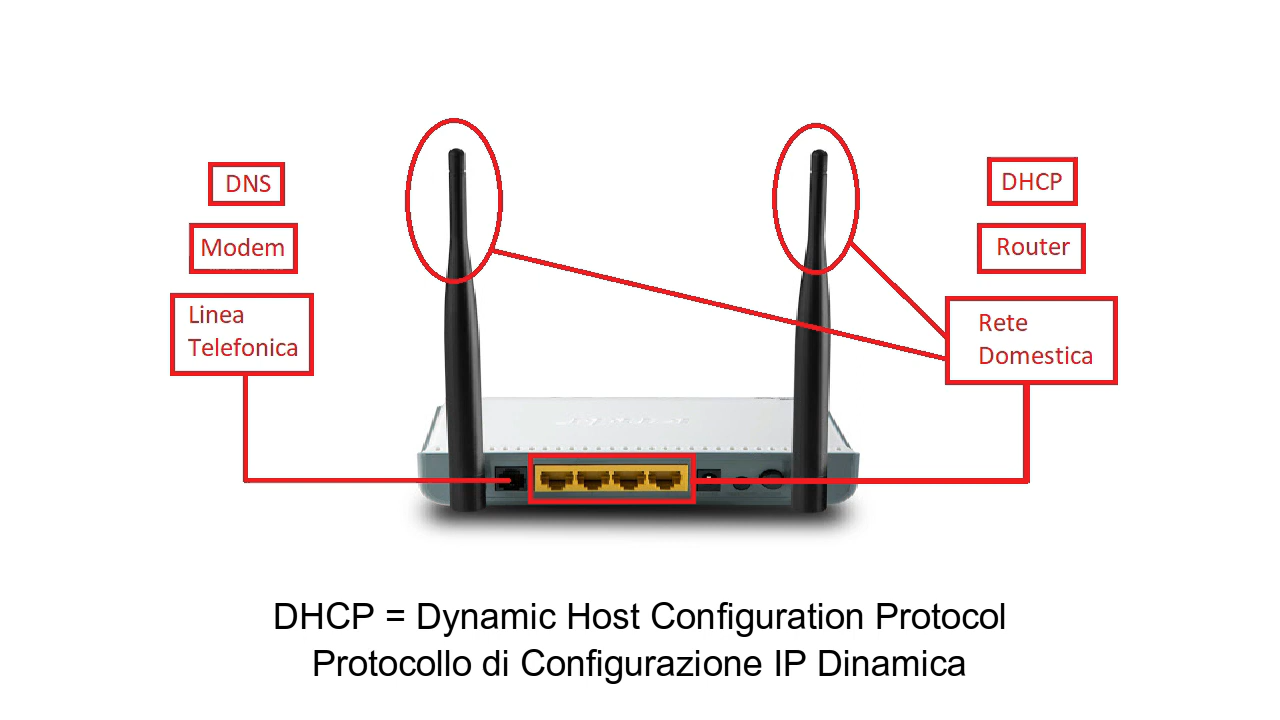 DNS
DHCP
Modem
Router
Linea
Telefonica
Rete
Domestica
DHCP = Dynamic Host Configuration Protocol
Protocollo di Configurazione IP Dinamica